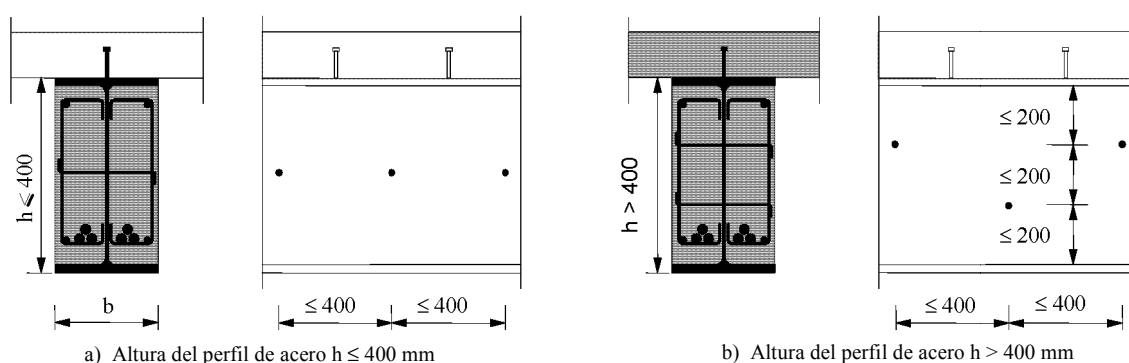 h ≤ 400
b
≤ 400
≤ 400
a) Altura del perfil de acero h ≤ 400 mm
h > 400
≤ 200
≤ 200
≤ 200
≤ 400
≤ 400
b) Altura del perfil de acero h > 400 mm